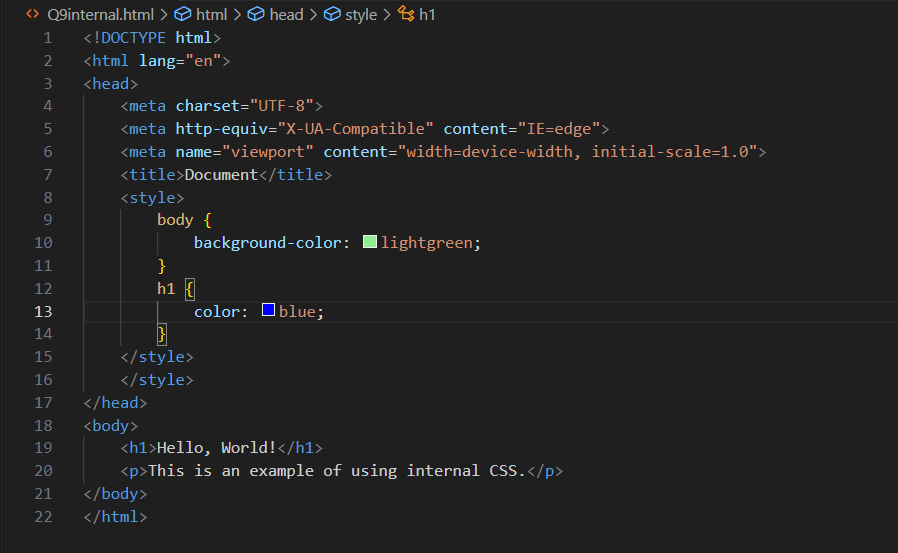 Q9internal.html > html > head > style > h1
1 <!DOCTYPE html>
2 <html lang="en">
3 <head>
4     <meta charset="UTF-8">
5     <meta http-equiv="X-UA-Compatible" content="IE=edge">
6     <meta name="viewport" content="width=device-width, initial-scale=1.0">
7     <title>Document</title>
8     <style>
9         body {
10             background-color: lightgreen;
11         }
12         h1 {
13             color: blue;
14         }
15     </style>
16     </style>
17 </head>
18 <body>
19     <h1>Hello, World!</h1>
20     <p>This is an example of using internal CSS.</p>
21 </body>
22 </html>